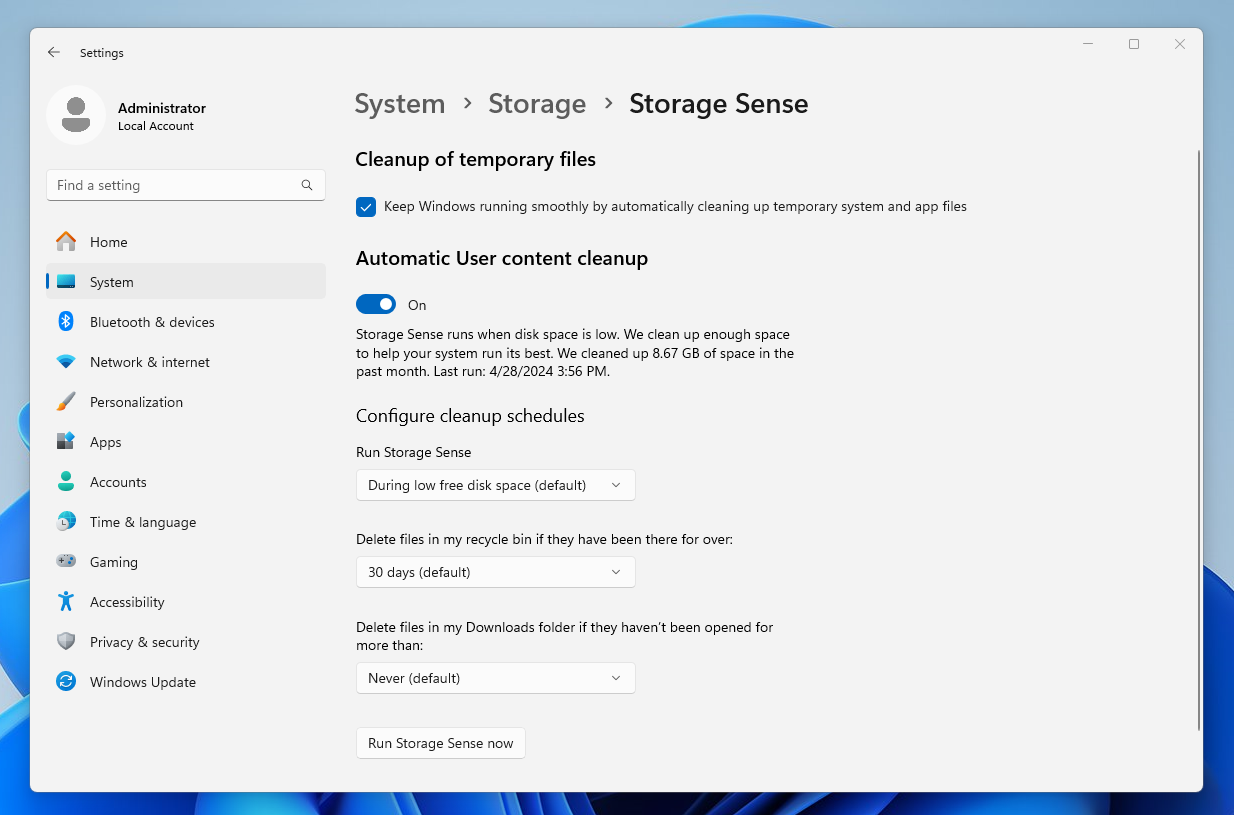 Settings
Administrator
Local Account
Find a setting
Home
System
Bluetooth & devices
Network & internet
Personalization
Apps
Accounts
Time & language
Gaming
Accessibility
Privacy & security
Windows Update
System > Storage > Storage Sense
Cleanup of temporary files
Keep Windows running smoothly by automatically cleaning up temporary system and app files
Automatic User content cleanup
On
Storage Sense runs when disk space is low. We clean up enough space
to help your system run its best. We cleaned up 8.67 GB of space in the
past month. Last run: 4/28/2024 3:56 PM.
Configure cleanup schedules
Run Storage Sense
During low free disk space (default)
Delete files in my recycle bin if they have been there for over:
30 days (default)
Delete files in my Downloads folder if they haven't been opened for
more than:
Never (default)
Run Storage Sense now